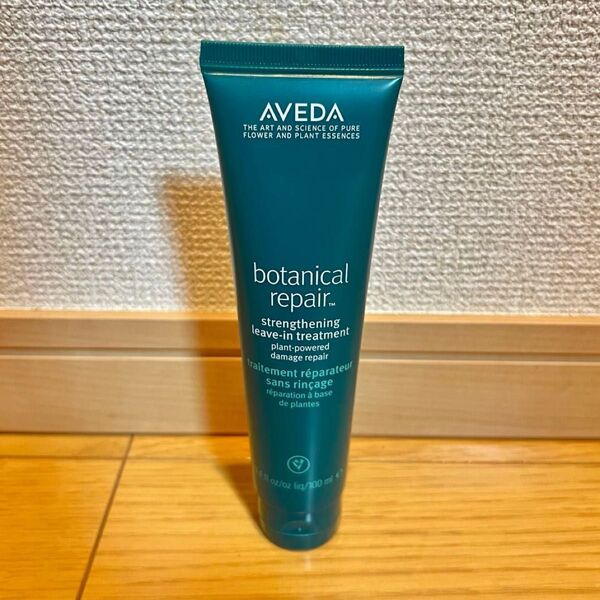 AVEDA
THE ART AND SCIENCE OF PURE
FLOWER AND PLANT ESSENCES
botanical
repair™
strengthening
leave-in treatment
plant-powered
damage repair
traitement réparateur
sans rinçage
réparation à base
de plantes
fl oz/oz liq/100 ml e